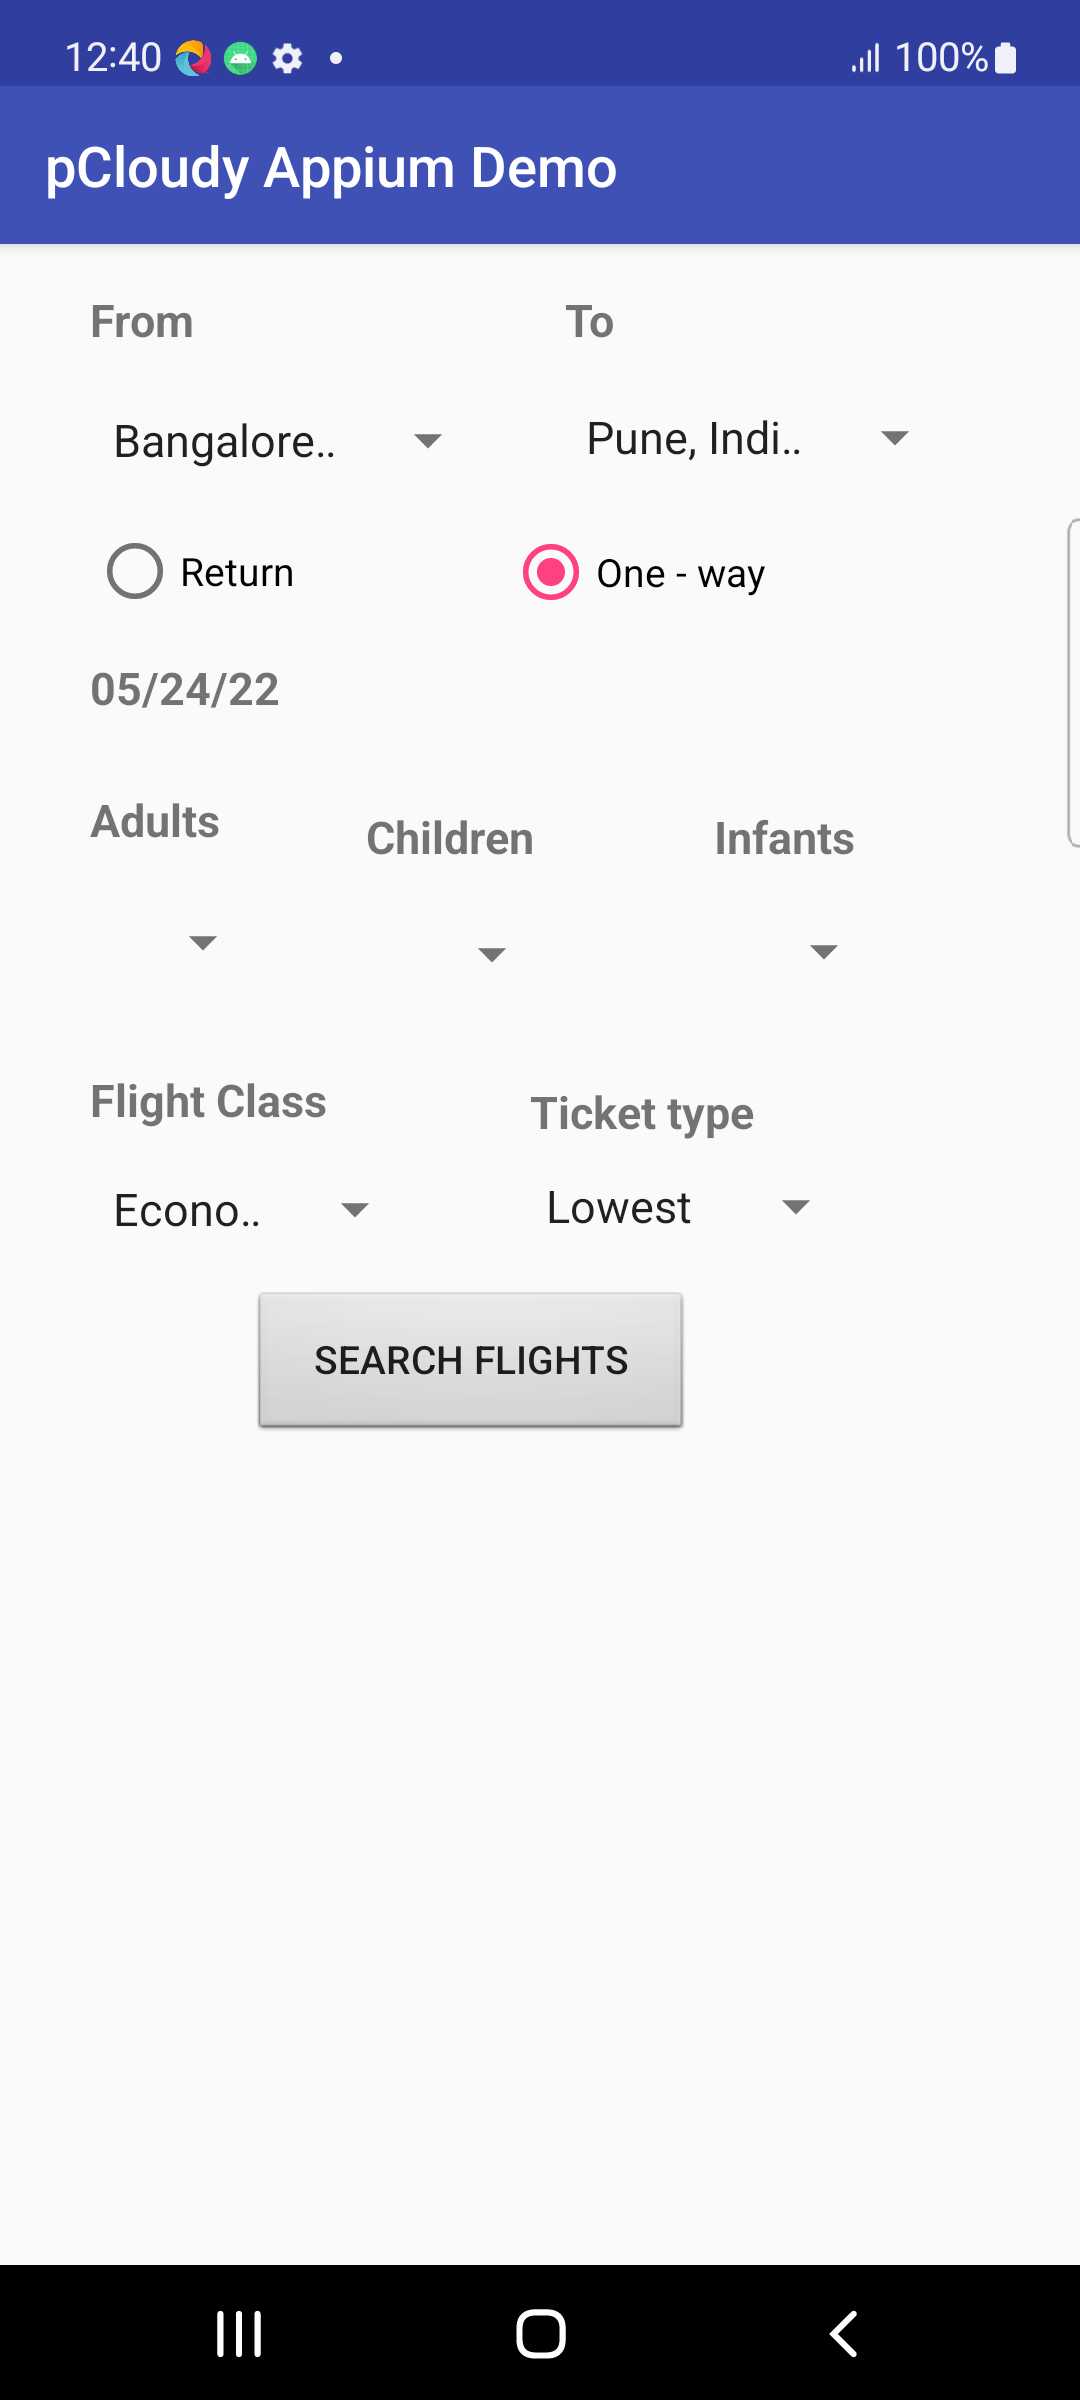 12:40 100%
pCloudy Appium Demo
From To
Bangalore.. Pune, Indi..
Return One - way
05/24/22
Adults Children Infants
Flight Class Ticket type
Econo.. Lowest
SEARCH FLIGHTS